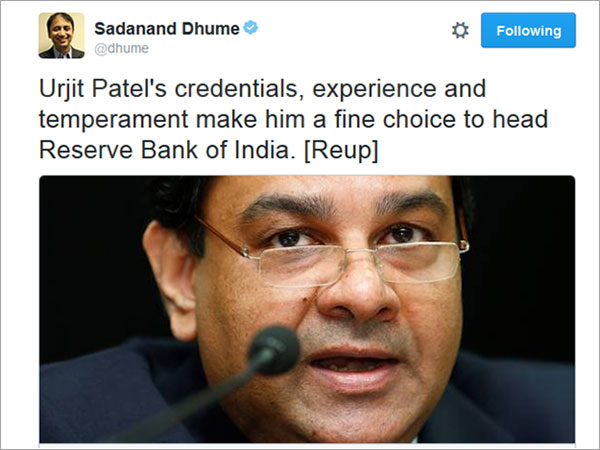 Sadanand Dhume
@dhume
Following
Urjit Patel's credentials, experience and
temperament make him a fine choice to head
Reserve Bank of India. [Reup]